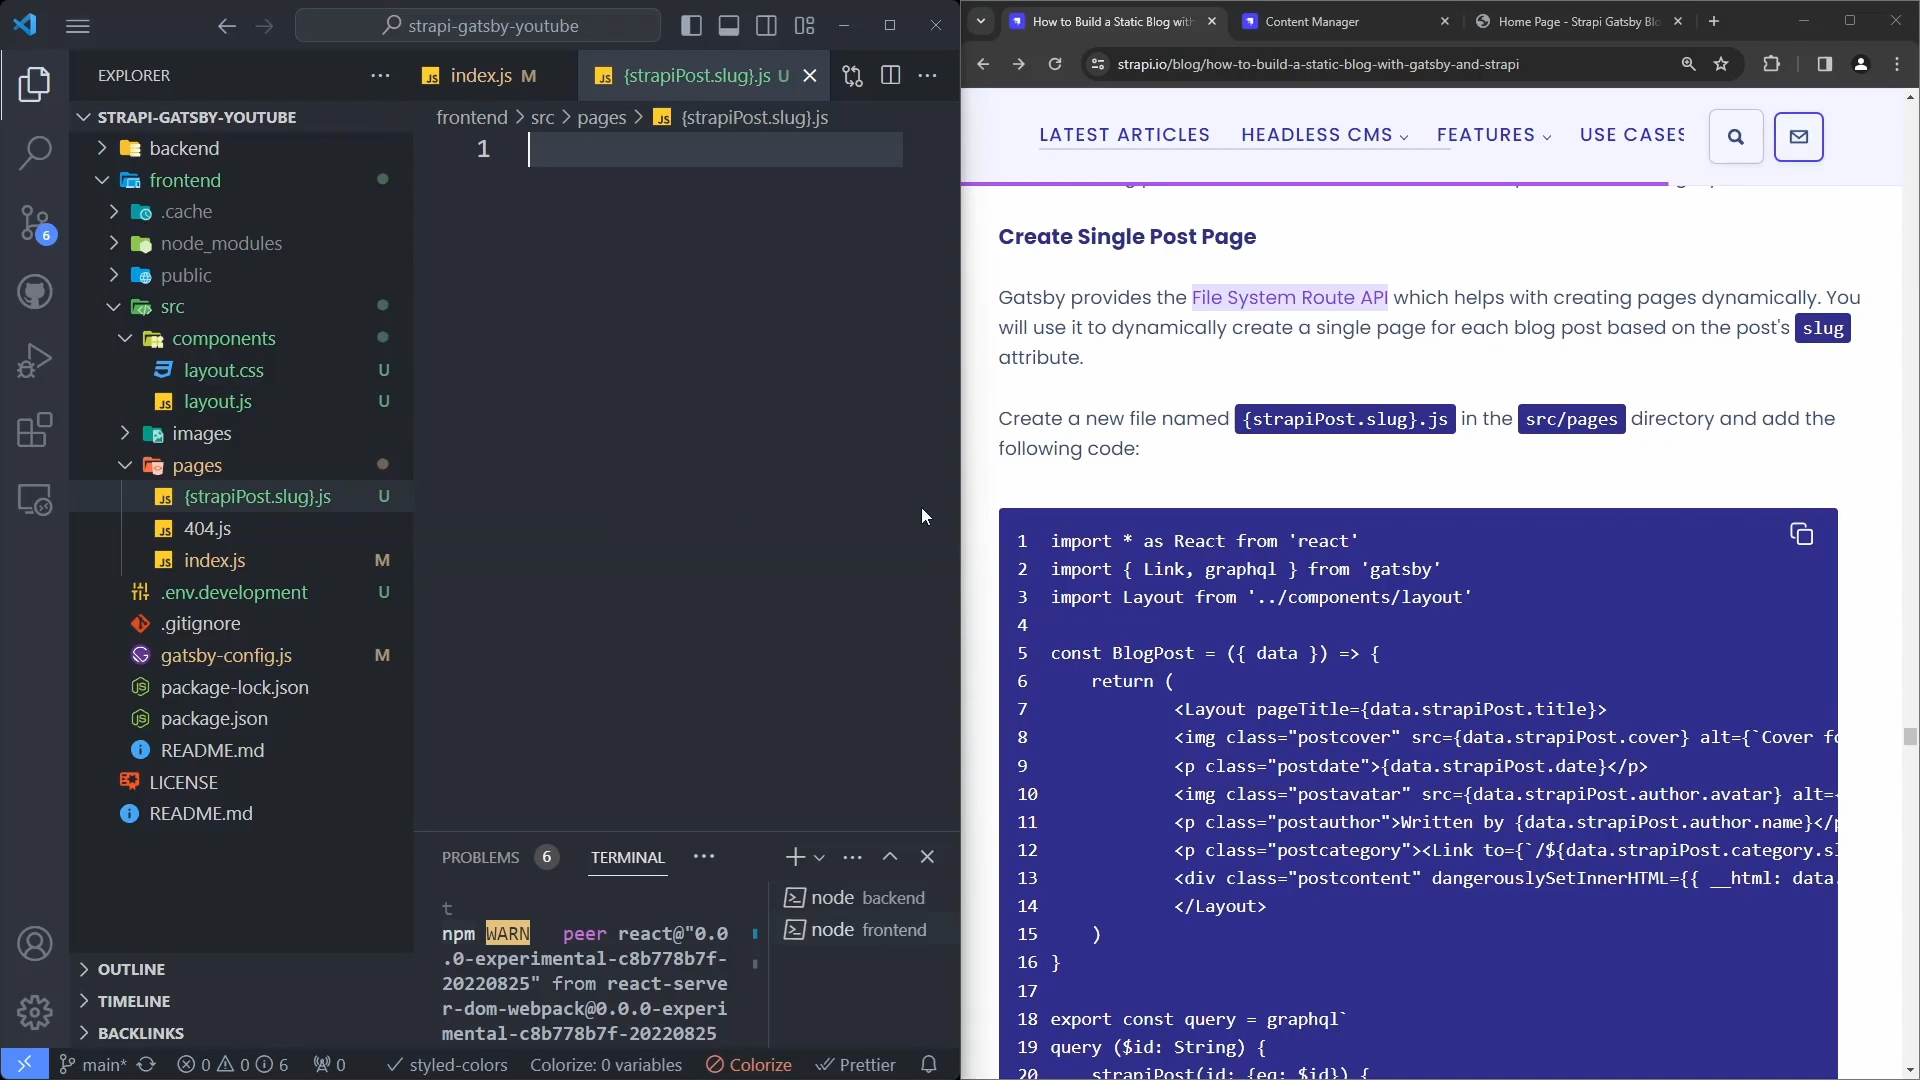 strapi-gatsby-youtube
EXPLORER
STRAPI-GATSBY-YOUTUBE
backend
frontend
.cache
node_modules
public
src
components
layout.css U
layout.js U
images
pages
{strapiPost.slug}.js U
404.js
index.js M
.env.development U
.gitignore
gatsby-config.js M
package-lock.json
package.json
README.md
LICENSE
README.md
OUTLINE
TIMELINE
BACKLINKS
6
index.js M
{strapiPost.slug}.js U
frontend > src > pages > {strapiPost.slug}.js
1
PROBLEMS 6 TERMINAL
t
npm WARN peer react@"0.0
.0-experimental-c8b778b7f-
20220825" from react-serve
r-dom-webpack@0.0.0-experi
mental-c8b778b7f-20220825
node backend
node frontend
main* 0 0 6 0 styled-colors Colorize: 0 variables Colorize Prettier
How to Build a Static Blog with
Content Manager
Home Page - Strapi Gatsby Blo
strapi.io/blog/how-to-build-a-static-blog-with-gatsby-and-strapi
LATEST ARTICLES HEADLESS CMS FEATURES USE CASES
Create Single Post Page
Gatsby provides the File System Route API which helps with creating pages dynamically. You
will use it to dynamically create a single page for each blog post based on the post's slug
attribute.
Create a new file named {strapiPost.slug}.js in the src/pages directory and add the
following code:
1 import * as React from 'react'
2 import { Link, graphql } from 'gatsby'
3 import Layout from '../components/layout'
4
5 const BlogPost = ({ data }) => {
6 return (
7 <Layout pageTitle={data.strapiPost.title}>
8 <img class="postcover" src={data.strapiPost.cover} alt={`Cover fo
9 <p class="postdate">{data.strapiPost.date}</p>
10 <img class="postavatar" src={data.strapiPost.author.avatar} alt={
11 <p class="postauthor">Written by {data.strapiPost.author.name}</p
12 <p class="postcategory"><Link to={`/${data.strapiPost.category.sl
13 <div class="postcontent" dangerouslySetInnerHTML={{ __html: data.
14 </Layout>
15 )
16 }
17
18 export const query = graphql`
19 query ($id: String) {
20 strapiPost(id: {eq: $id}) {